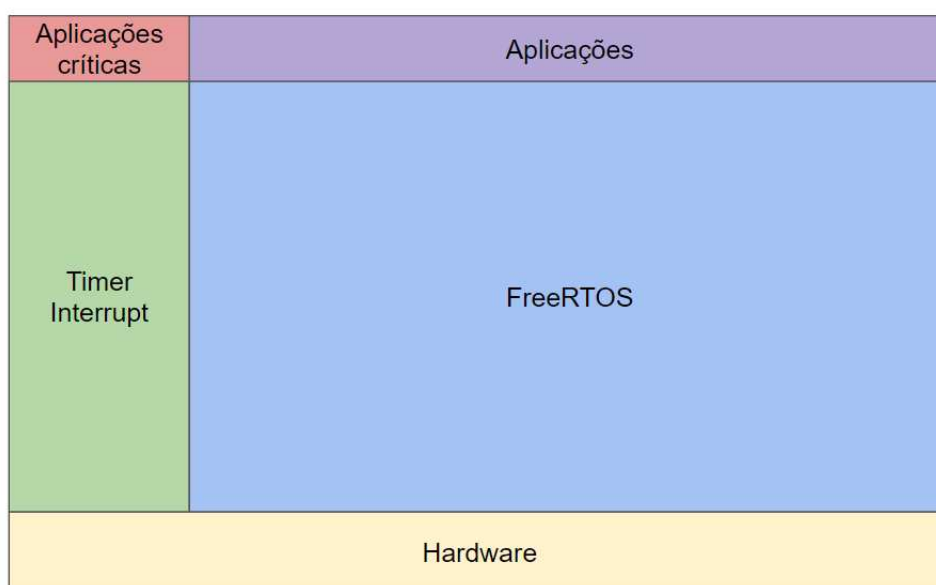 Aplicações
críticas
Aplicações
Timer
Interrupt
FreeRTOS
Hardware